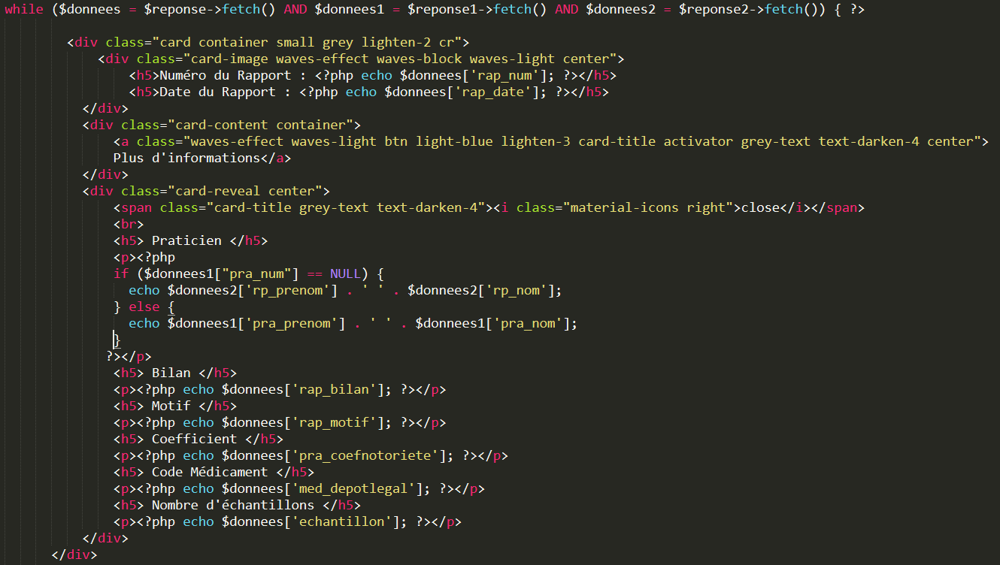 while ($donnees = $reponse->fetch() AND $donnees1 = $reponse1->fetch() AND $donnees2 = $reponse2->fetch()) { ?>
<div class="card container small grey lighten-2 cr">
<div class="card-image waves-effect waves-block waves-light center">
<h5>Numéro du Rapport : <?php echo $donnees['rap_num']; ?></h5>
<h5>Date du Rapport : <?php echo $donnees['rap_date']; ?></h5>
</div>
<div class="card-content container">
<a class="waves-effect waves-light btn light-blue lighten-3 card-title activator grey-text text-darken-4 center">
Plus d'informations</a>
</div>
<div class="card-reveal center">
<span class="card-title grey-text text-darken-4"><i class="material-icons right">close</i></span>
<br>
<h5> Praticien </h5>
<p><?php
if ($donnees1["pra_num"] == NULL) {
echo $donnees2['rp_prenom'] . ' ' . $donnees2['rp_nom'];
} else {
echo $donnees1['pra_prenom'] . ' ' . $donnees1['pra_nom'];
}
?></p>
<h5> Bilan </h5>
<p><?php echo $donnees['rap_bilan']; ?></p>
<h5> Motif </h5>
<p><?php echo $donnees['rap_motif']; ?></p>
<h5> Coefficient </h5>
<p><?php echo $donnees['pra_coefnotoriete']; ?></p>
<h5> Code Médicament </h5>
<p><?php echo $donnees['med_depotlegal']; ?></p>
<h5> Nombre d'échantillons </h5>
<p><?php echo $donnees['echantillon']; ?></p>
</div>
</div>